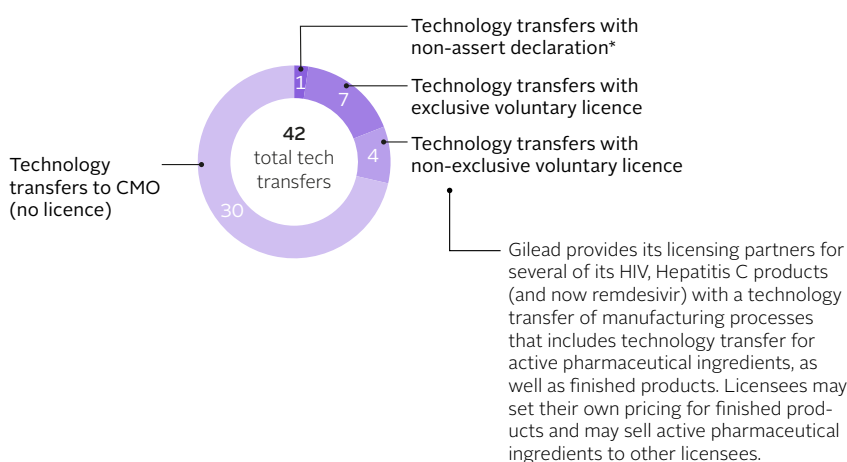 Technology transfers with
non-assert declaration*
1
7
Technology transfers with
exclusive voluntary licence
42
total tech
transfers
4
Technology transfers with
non-exclusive voluntary licence
Technology
transfers to CMO
(no licence)
30
Gilead provides its licensing partners for
several of its HIV, Hepatitis C products
(and now remdesivir) with a technology
transfer of manufacturing processes
that includes technology transfer for
active pharmaceutical ingredients, as
well as finished products. Licensees may
set their own pricing for finished prod-
ucts and may sell active pharmaceutical
ingredients to other licensees.